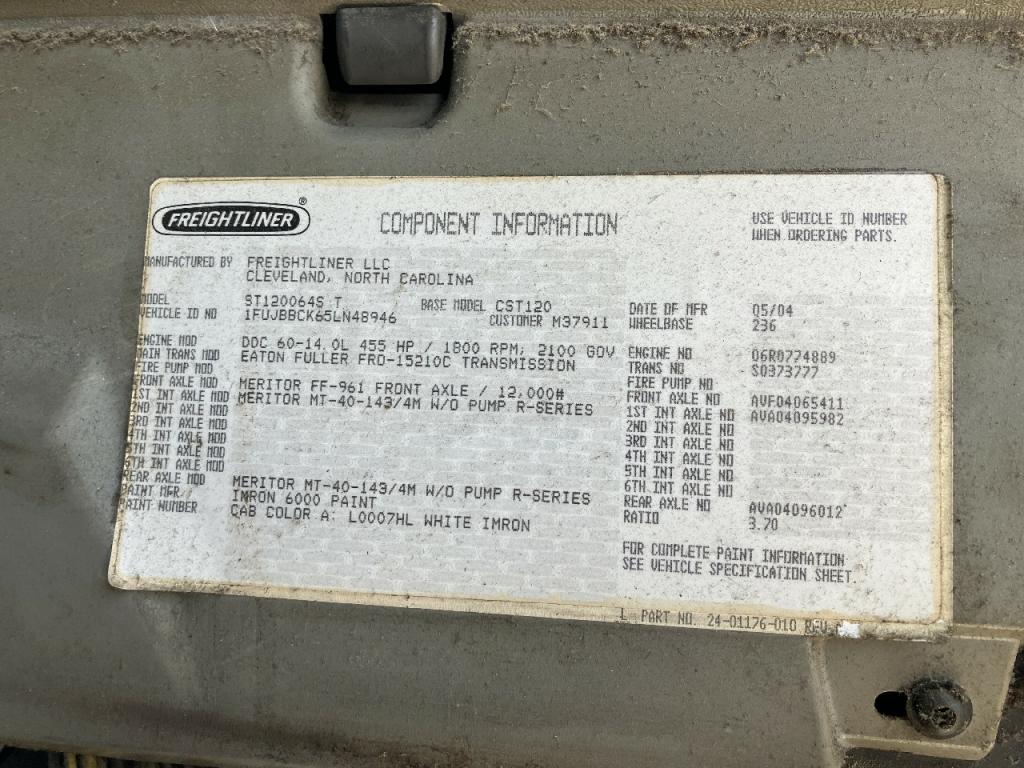 FREIGHTLINER ®
COMPONENT INFORMATION
USE VEHICLE ID NUMBER
WHEN ORDERING PARTS.
MANUFACTURED BY FREIGHTLINER LLC
CLEVELAND, NORTH CAROLINA
MODEL ST120064S T BASE MODEL CST120
VEHICLE ID NO 1FUJBBCK65LN48946 CUSTOMER M37911
DATE OF MFR 05/04
WHEELBASE 236
ENGINE MOD DDC 60-14.0L 455 HP / 1800 RPM; 2100 GOV
MAIN TRANS MOD EATON FULLER FRO-15210C TRANSMISSION
FIRE PUMP MOD
FRONT AXLE MOD MERITOR FF-961 FRONT AXLE / 12,000#
1ST INT AXLE MOD MERITOR MT-40-143/4M W/O PUMP R-SERIES
2ND INT AXLE MOD
3RD INT AXLE MOD
4TH INT AXLE MOD
5TH INT AXLE MOD
6TH INT AXLE MOD
REAR AXLE MOD MERITOR MT-40-143/4M W/O PUMP R-SERIES
PAINT MFR. IMRON 6000 PAINT
PAINT NUMBER CAB COLOR A: L0007HL WHITE IMRON
ENGINE NO 06R0774889
TRANS NO S0373777
FIRE PUMP NO
FRONT AXLE NO AVF04065411
1ST INT AXLE NO AVA04095982
2ND INT AXLE NO
3RD INT AXLE NO
4TH INT AXLE NO
5TH INT AXLE NO
6TH INT AXLE NO
REAR AXLE NO AVA04096012
RATIO 3.70
FOR COMPLETE PAINT INFORMATION
SEE VEHICLE SPECIFICATION SHEET.
L PART NO. 24-01176-010 REV